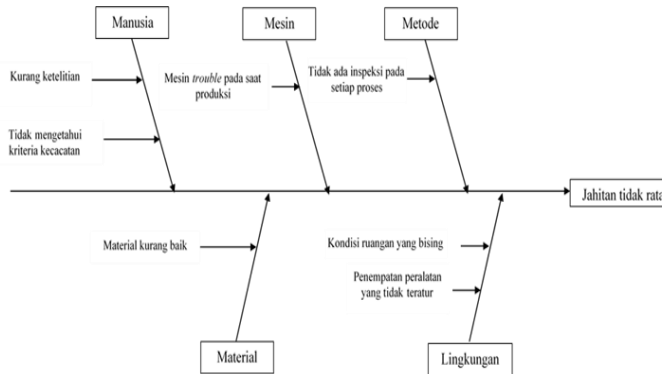 Manusia
Mesin
Metode
Kurang ketelitian
Mesin trouble pada saat
produksi
Tidak ada inspeksi pada
setiap proses
Tidak mengetahui
kriteria kecacatan
Jahitan tidak rata
Material kurang baik
Kondisi ruangan yang bising
Penempatan peralatan
yang tidak teratur
Material
Lingkungan